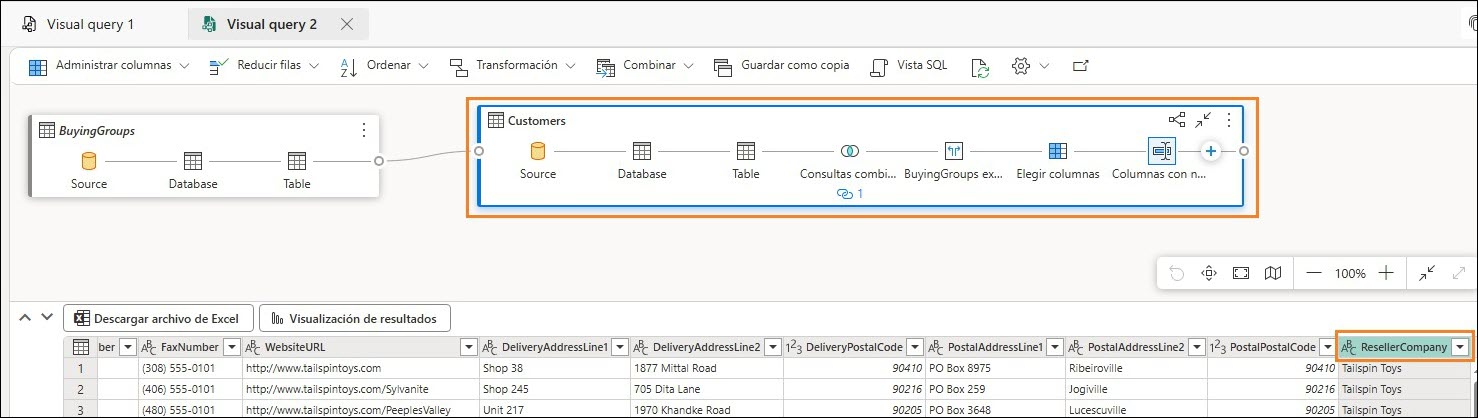 Visual query 1
Visual query 2
Administrar columnas
Reducir filas
Ordenar
Transformación
Combinar
Guardar como copia
Vista SQL
BuyingGroups
Source
Database
Table
Customers
Source
Database
Table
Consultas combi...
BuyingGroups ex...
Elegir columnas
Columnas con n...
1
100%
Descargar archivo de Excel
Visualización de resultados
ber FaxNumber WebsiteURL DeliveryAddressLine1 DeliveryAddressLine2 DeliveryPostalCode PostalAddressLine1 PostalAddressLine2 PostalPostalCode ResellerCompany
1 (308) 555-0101 http://www.tailspintoys.com Shop 38 1877 Mittal Road 90410 PO Box 8975 Ribeiroville 90410 Tailspin Toys
2 (406) 555-0101 http://www.tailspintoys.com/Sylvanite Shop 245 705 Dita Lane 90216 PO Box 259 Jogiville 90216 Tailspin Toys
3 (480) 555-0101 http://www.tailspintoys.com/PeeplesValley Unit 217 1970 Khandke Road 90205 PO Box 3648 Lucescuville 90205 Tailspin Toys